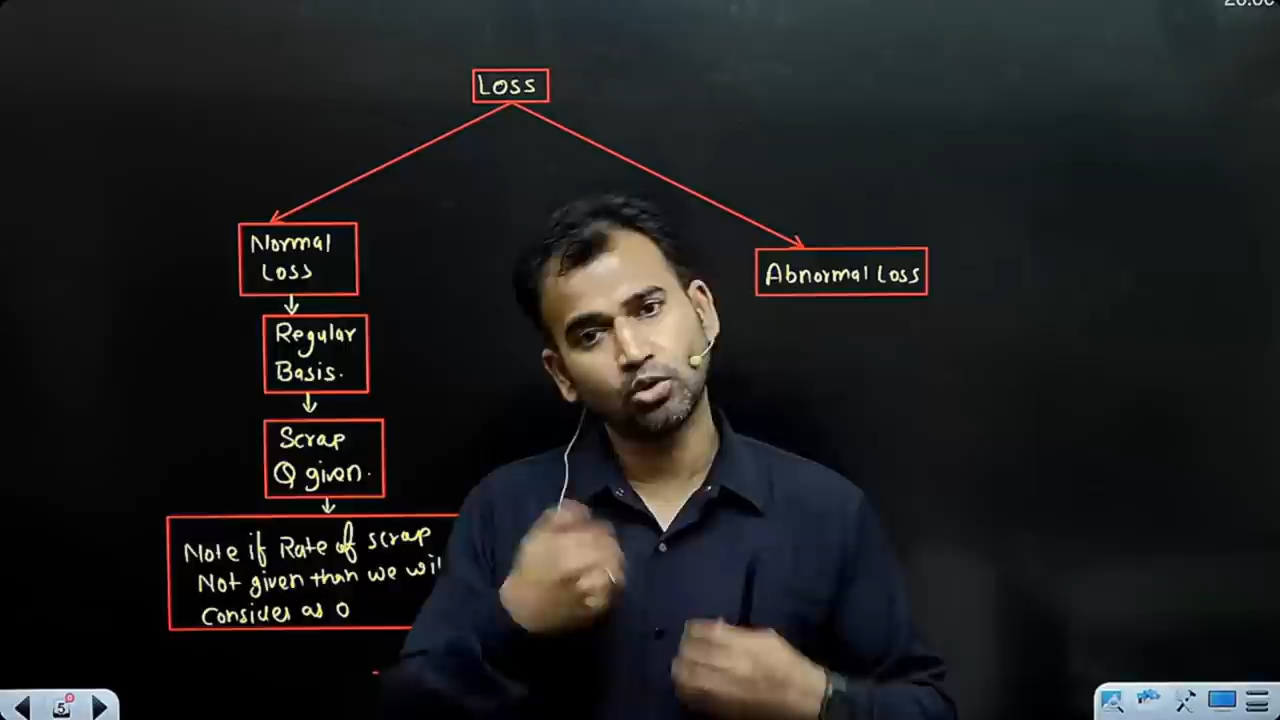 Loss
Normal
Loss
Abnormal Loss
Regular
Basis.
Scrap
Q given.
Note if Rate of scrap
Not given than we
Consider as 0
5